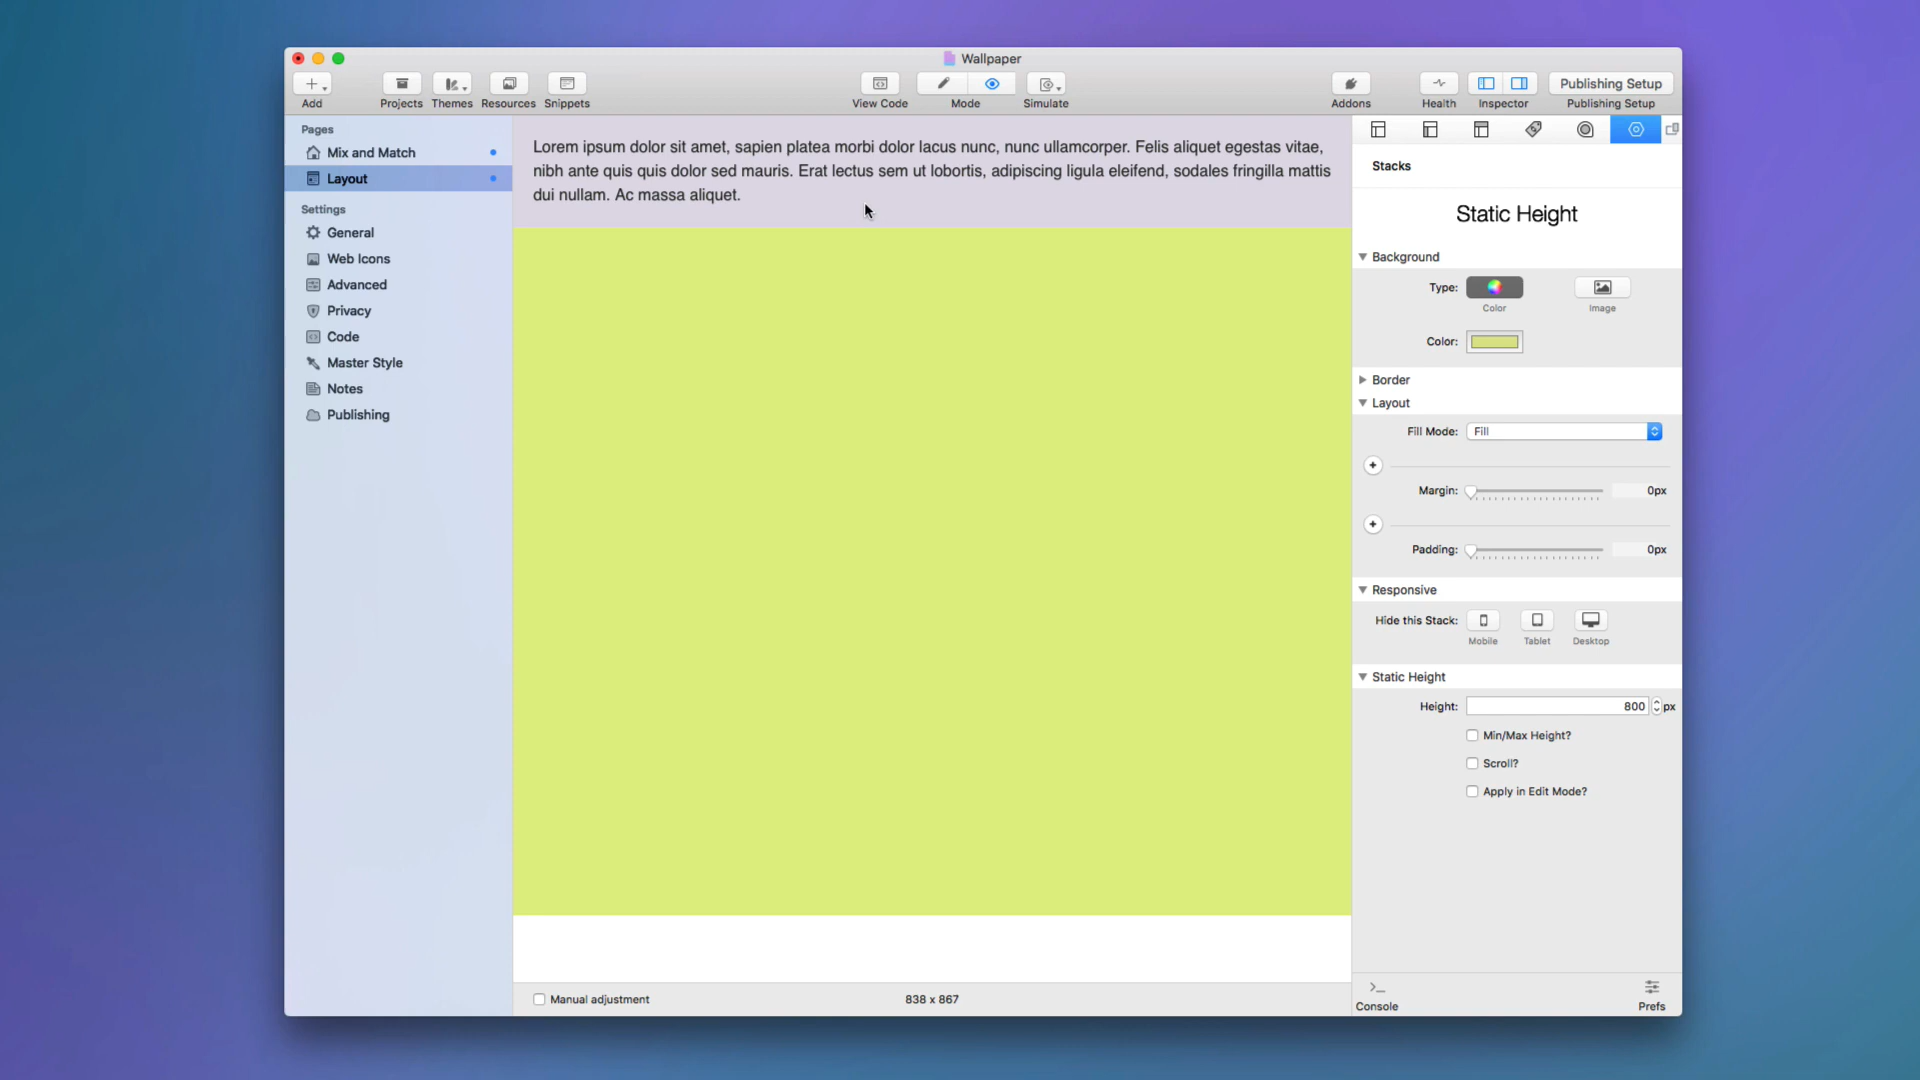 Wallpaper
Add
Projects
Themes
Resources
Snippets
View Code
Mode
Simulate
Addons
Health
Inspector
Publishing Setup
Publishing Setup
Pages
Mix and Match
Layout
Settings
General
Web Icons
Advanced
Privacy
Code
Master Style
Notes
Publishing
Lorem ipsum dolor sit amet, sapien platea morbi dolor lacus nunc, nunc ullamcorper. Felis aliquet egestas vitae,
nibh ante quis quis dolor sed mauris. Erat lectus sem ut lobortis, adipiscing ligula eleifend, sodales fringilla mattis
dui nullam. Ac massa aliquet.
Manual adjustment
838 x 867
Stacks
Static Height
Background
Type:
Color
Image
Color:
Border
Layout
Fill Mode: Fill
Margin: 0px
Padding: 0px
Responsive
Hide this Stack:
Mobile
Tablet
Desktop
Static Height
Height: 800 px
Min/Max Height?
Scroll?
Apply in Edit Mode?
Console
Prefs